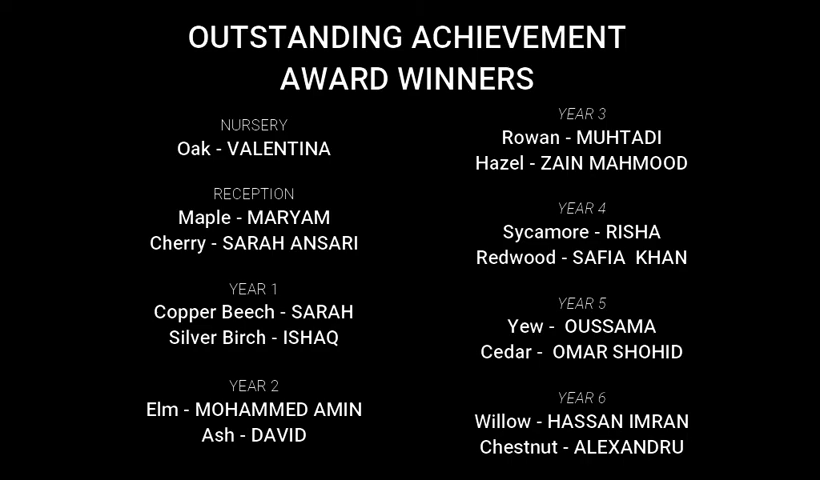 OUTSTANDING ACHIEVEMENT
AWARD WINNERS
NURSERY
Oak - VALENTINA
RECEPTION
Maple - MARYAM
Cherry - SARAH ANSARI
YEAR 1
Copper Beech - SARAH
Silver Birch - ISHAQ
YEAR 2
Elm - MOHAMMED AMIN
Ash - DAVID
YEAR 3
Rowan - MUHTADI
Hazel - ZAIN MAHMOOD
YEAR 4
Sycamore - RISHA
Redwood - SAFIA  KHAN
YEAR 5
Yew -  OUSSAMA
Cedar -  OMAR SHOHID
YEAR 6
Willow - HASSAN IMRAN
Chestnut - ALEXANDRU